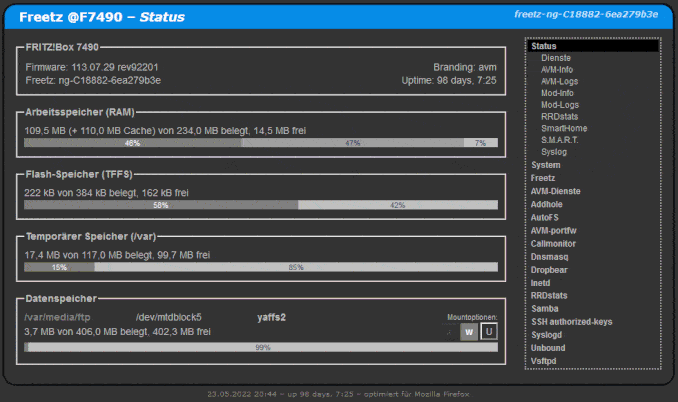 Freetz @F7490 – Status
freetz-ng-C18882-6ea279b3e
FRITZ!Box 7490
Firmware: 113.07.29 rev92201
Branding: avm
Freetz: ng-C18882-6ea279b3e
Uptime: 98 days, 7:25
Arbeitsspeicher (RAM)
109,5 MB (+ 110,0 MB Cache) von 234,0 MB belegt, 14,5 MB frei
46% 47% 7%
Flash-Speicher (TFFS)
222 kB von 384 kB belegt, 162 kB frei
58% 42%
Temporärer Speicher (/var)
17,4 MB von 117,0 MB belegt, 99,7 MB frei
15% 85%
Datenspeicher
/var/media/ftp /dev/mtdblock5 yaffs2 Mountoptionen:
3,7 MB von 406,0 MB belegt, 402,3 MB frei
w U
99%
Status
Dienste
AVM-Info
AVM-Logs
Mod-Info
Mod-Logs
RRDstats
SmartHome
S.M.A.R.T.
Syslog
System
Freetz
AVM-Dienste
Addhole
AutoFS
AVM-portfw
Callmonitor
Dnsmasq
Dropbear
Inetd
RRDstats
Samba
SSH authorized-keys
Syslogd
Unbound
Vsftpd
23.05.2022 20:44 – up 98 days, 7:25 – optimiert für Mozilla Firefox